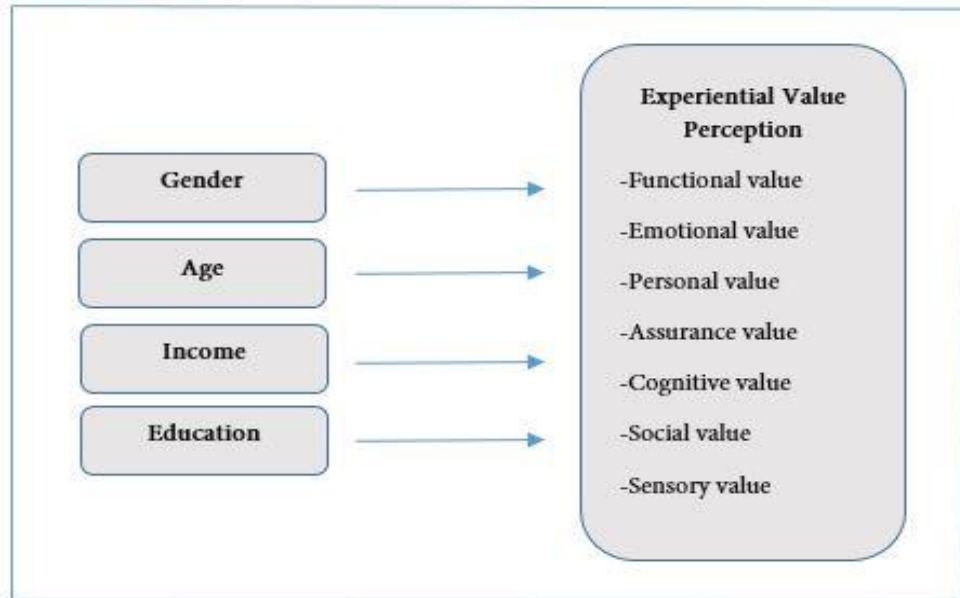 Gender
Age
Income
Education
Experiential Value
Perception
-Functional value
-Emotional value
-Personal value
-Assurance value
-Cognitive value
-Social value
-Sensory value